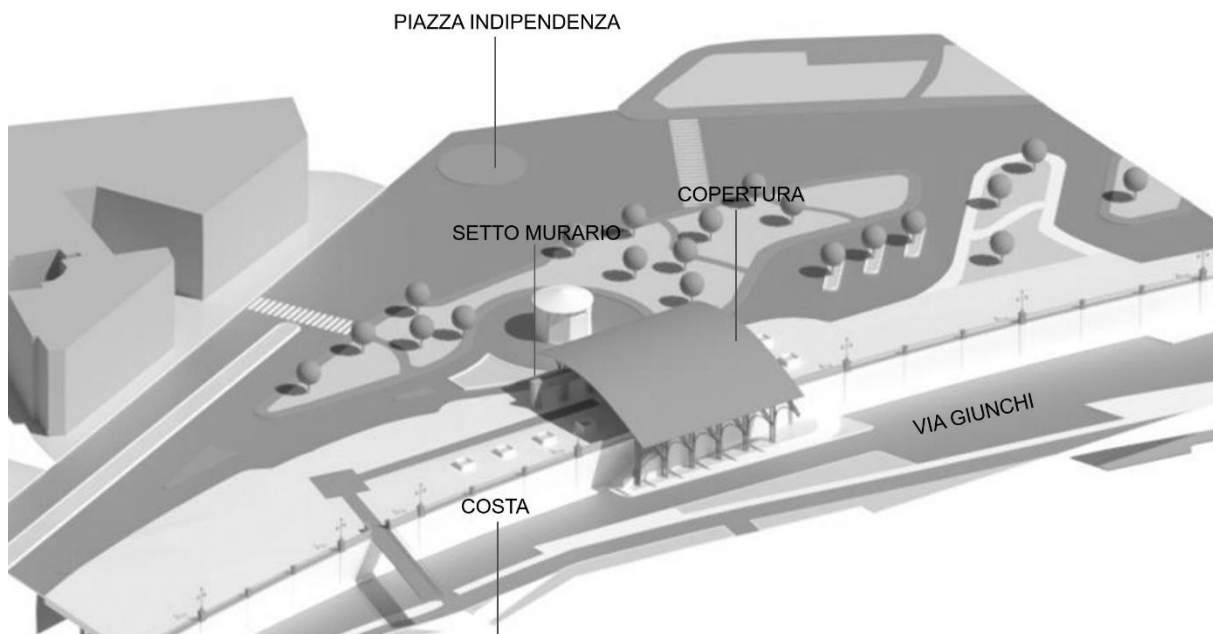 PIAZZA INDIPENDENZA
COPERTURA
SETTO MURARIO
VIA GIUNCHI
COSTA